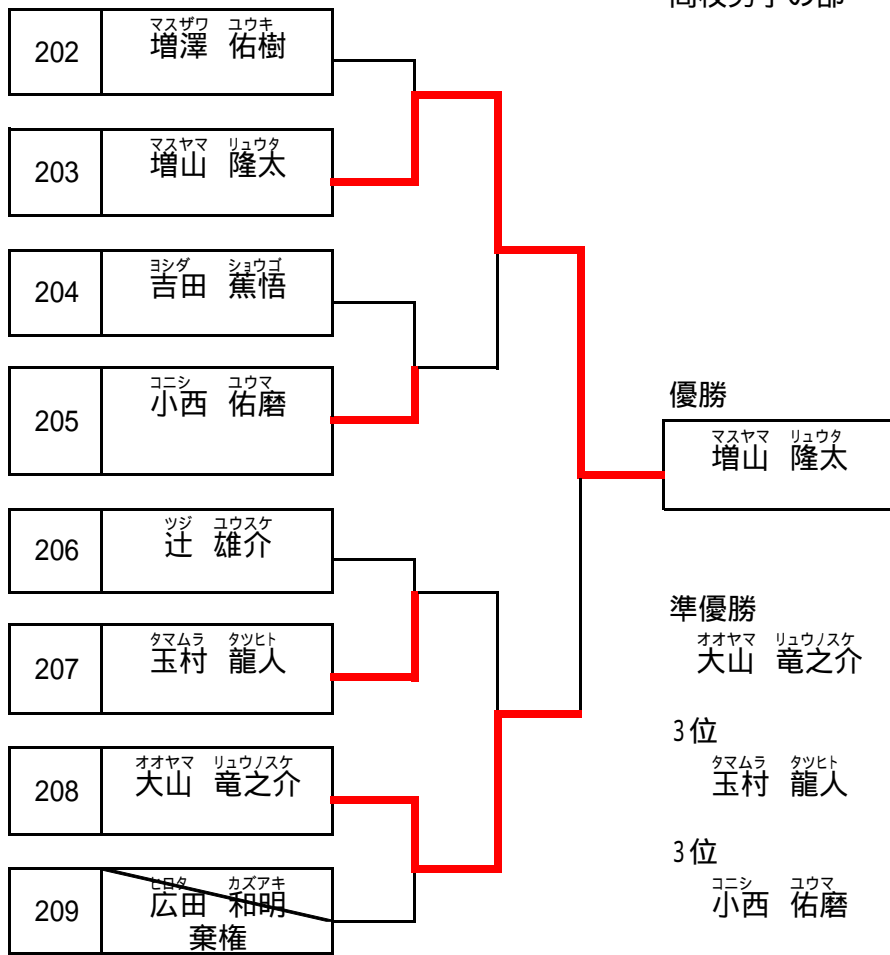 マスザワ ユウキ
202 増澤 佑樹
マスヤマ リュウタ
203 増山 隆太
ヨシダ ショウゴ
204 吉田 蕉悟
コニシ ユウマ
205 小西 佑磨
ツジ ユウスケ
206 辻 雄介
タマムラ タツヒト
207 玉村 龍人
オオヤマ リュウノスケ
208 大山 竜之介
ヒロタ カズアキ
209 広田 和明
棄権
優勝
マスヤマ リュウタ
増山 隆太
準優勝
オオヤマ リュウノスケ
大山 竜之介
3位
タマムラ タツヒト
玉村 龍人
3位
コニシ ユウマ
小西 佑磨